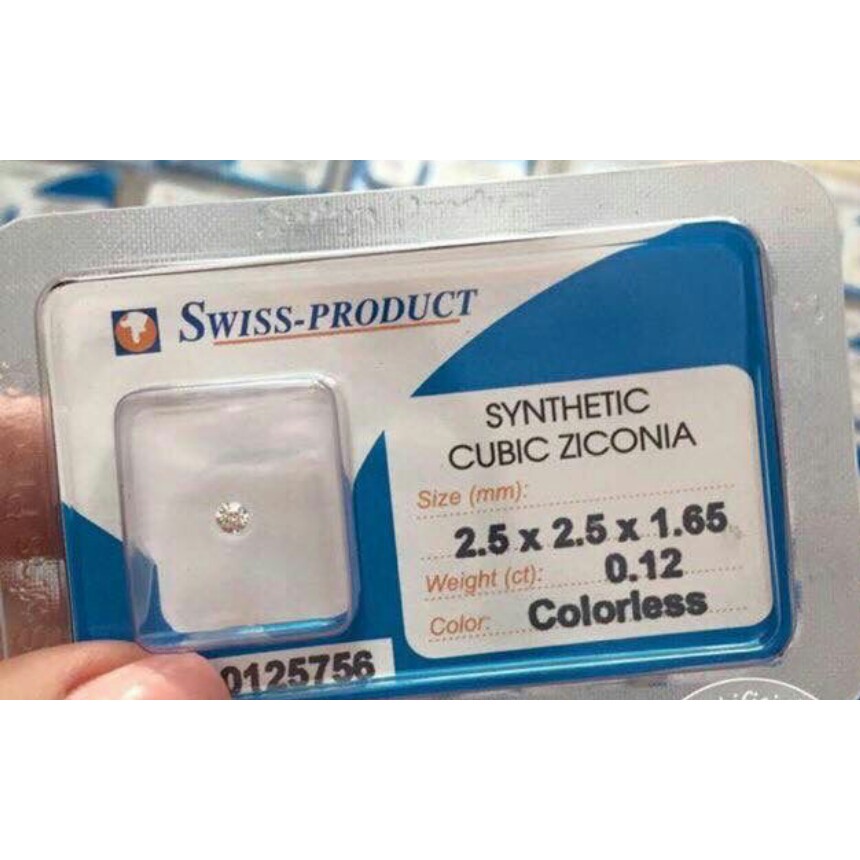 SWISS-PRODUCT
SYNTHETIC
CUBIC ZICONIA
Size (mm):
2.5 x 2.5 x 1.65
Weight (ct): 0.12
Color: Colorless
0125756